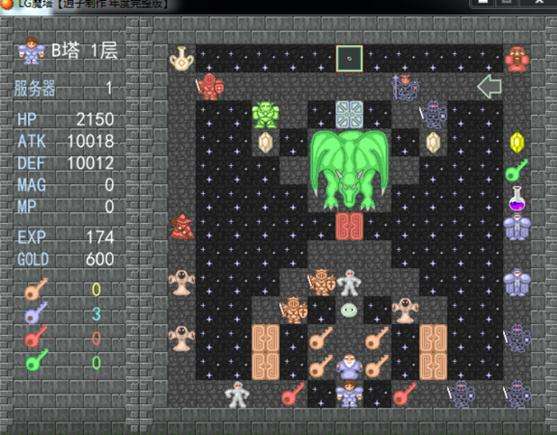 LG魔塔【逍子制作 年度完整版】
B塔 1层
服务器 1
HP 2150
ATK 10018
DEF 10012
MAG 0
MP 0
EXP 174
GOLD 600
0
3
0
0